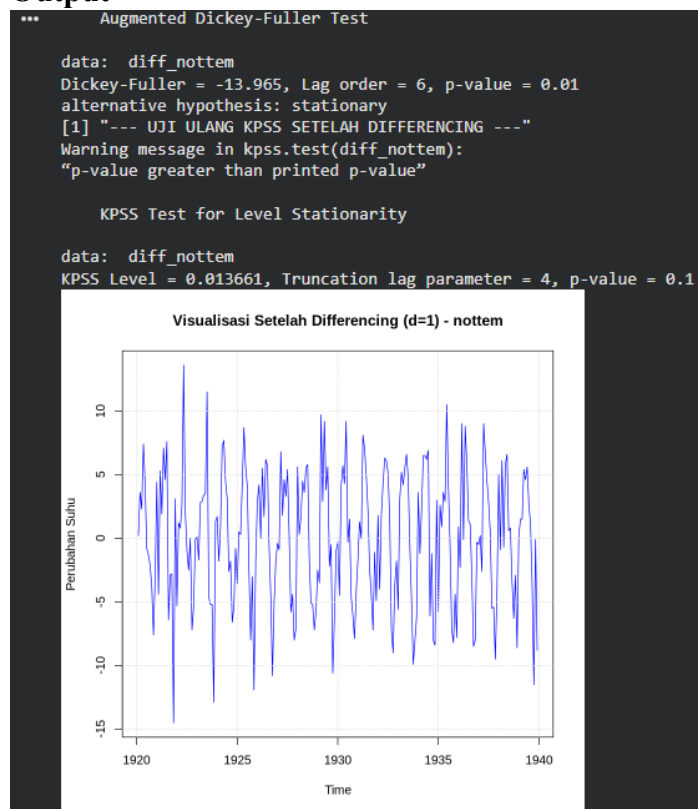 Augmented Dickey-Fuller Test
data:  diff_nottem
Dickey-Fuller = -13.965, Lag order = 6, p-value = 0.01
alternative hypothesis: stationary
[1] "--- UJI ULANG KPSS SETELAH DIFFERENCING ---"
Warning message in kpss.test(diff_nottem):
“p-value greater than printed p-value”
KPSS Test for Level Stationarity
data:  diff_nottem
KPSS Level = 0.013661, Truncation lag parameter = 4, p-value = 0.1
Visualisasi Setelah Differencing (d=1) - nottem
Perubahan Suhu
10
5
0
-5
-10
-15
1920 1925 1930 1935 1940
Time